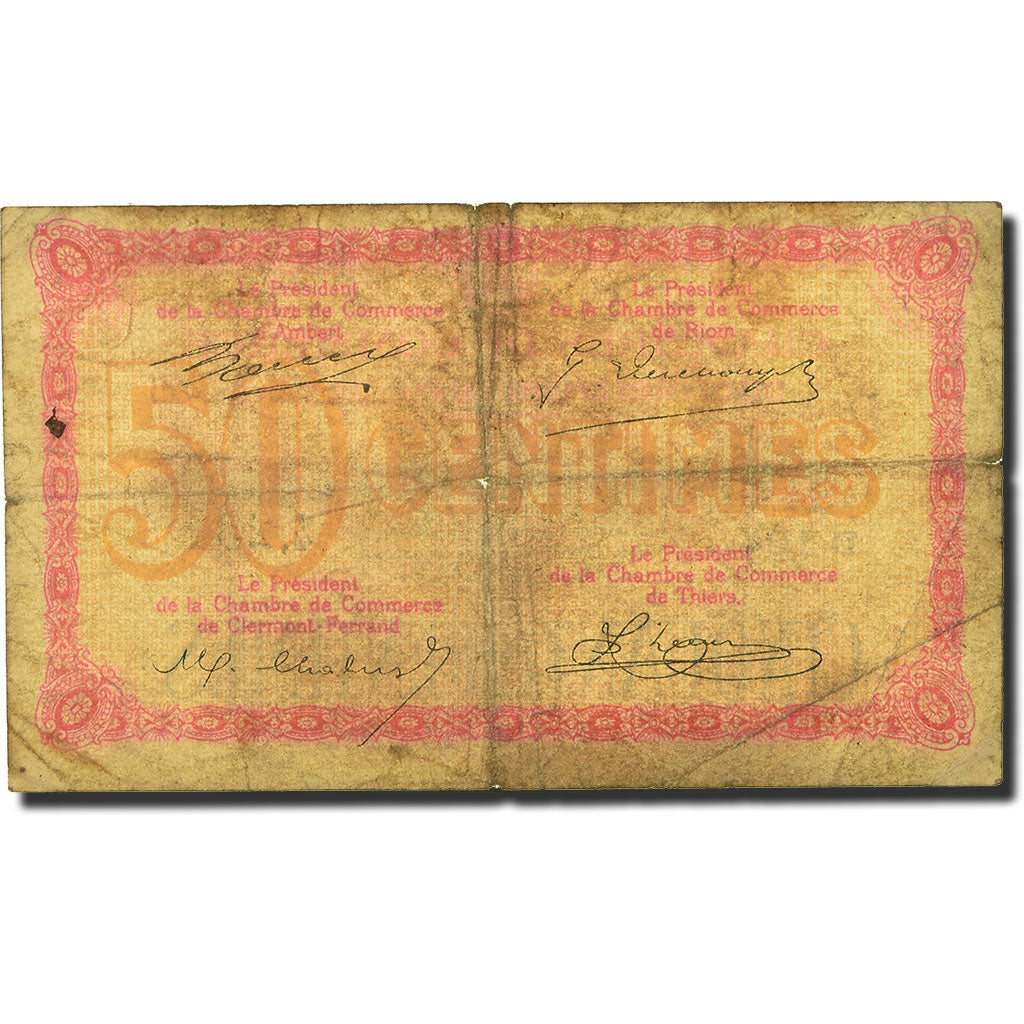 Le Président
de la Chambre de Commerce
d'Ambert
Le Président
de la Chambre de Commerce
de Riom
50 CENTIMES
Le Président
de la Chambre de Commerce
de Clermont-Ferrand
Le Président
de la Chambre de Commerce
de Thiers.